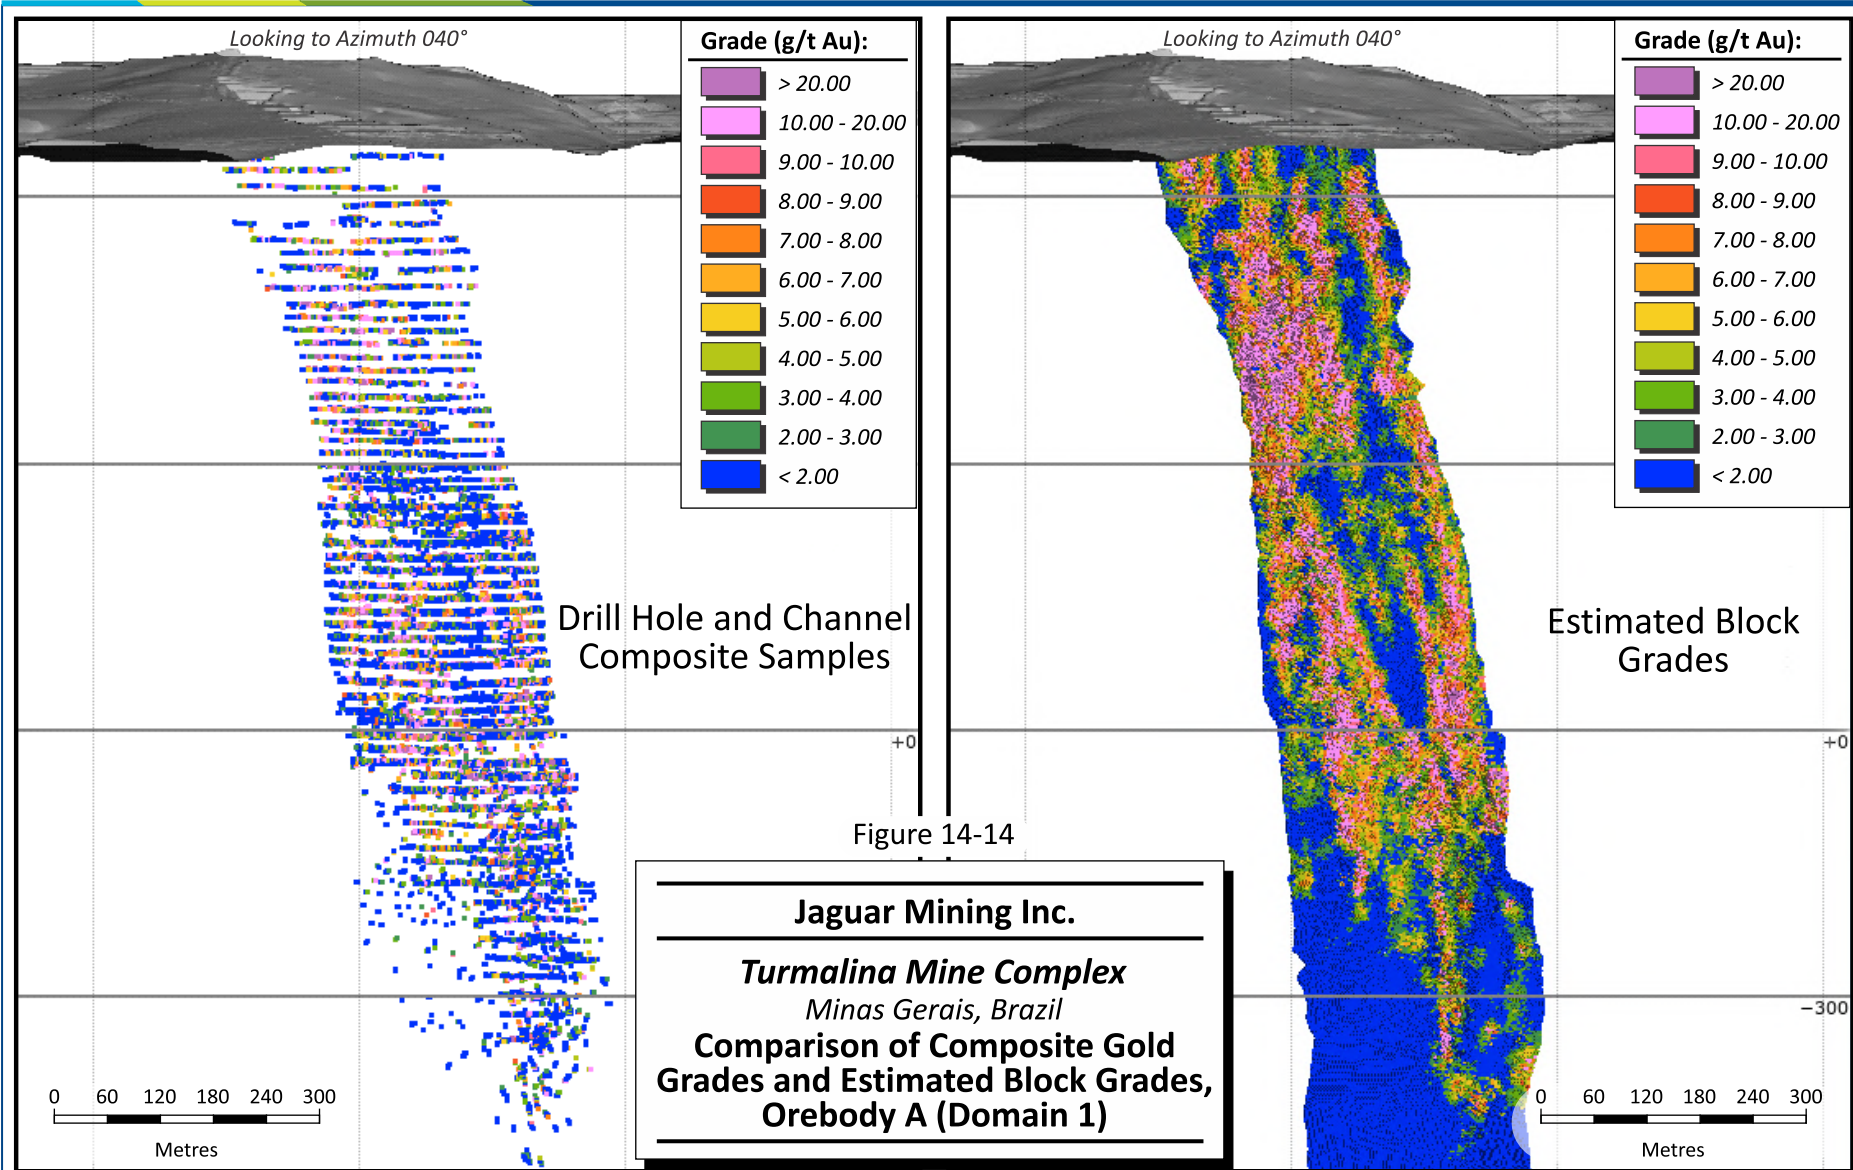 Looking to Azimuth 040°
Grade (g/t Au):
> 20.00
10.00 - 20.00
9.00 - 10.00
8.00 - 9.00
7.00 - 8.00
6.00 - 7.00
5.00 - 6.00
4.00 - 5.00
3.00 - 4.00
2.00 - 3.00
< 2.00
Drill Hole and Channel
Composite Samples
+0
0 60 120 180 240 300
Metres
Looking to Azimuth 040°
Grade (g/t Au):
> 20.00
10.00 - 20.00
9.00 - 10.00
8.00 - 9.00
7.00 - 8.00
6.00 - 7.00
5.00 - 6.00
4.00 - 5.00
3.00 - 4.00
2.00 - 3.00
< 2.00
Estimated Block
Grades
+0
−300
0 60 120 180 240 300
Metres
Figure 14-14
Jaguar Mining Inc.
Turmalina Mine Complex
Minas Gerais, Brazil
Comparison of Composite Gold
Grades and Estimated Block Grades,
Orebody A (Domain 1)